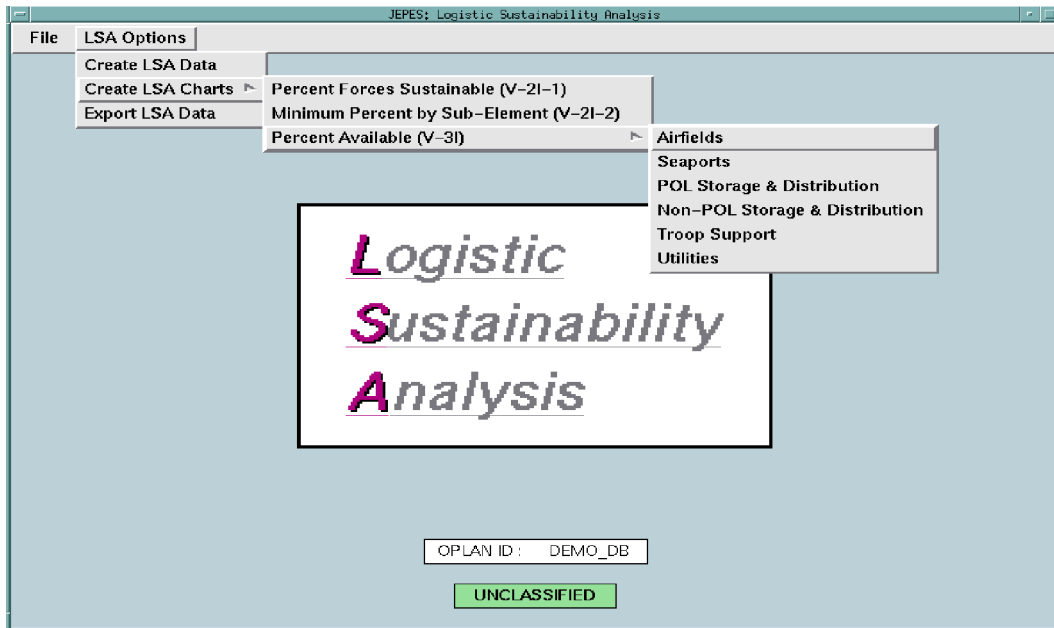 JEPES: Logistic Sustainability Analysis
File LSA Options
Create LSA Data
Create LSA Charts
Export LSA Data
Percent Forces Sustainable (V-2I-1)
Minimum Percent by Sub-Element (V-2I-2)
Percent Available (V-3I)
Airfields
Seaports
POL Storage & Distribution
Non-POL Storage & Distribution
Troop Support
Utilities
Logistic
Sustainability
Analysis
OPLAN ID : DEMO_DB
UNCLASSIFIED